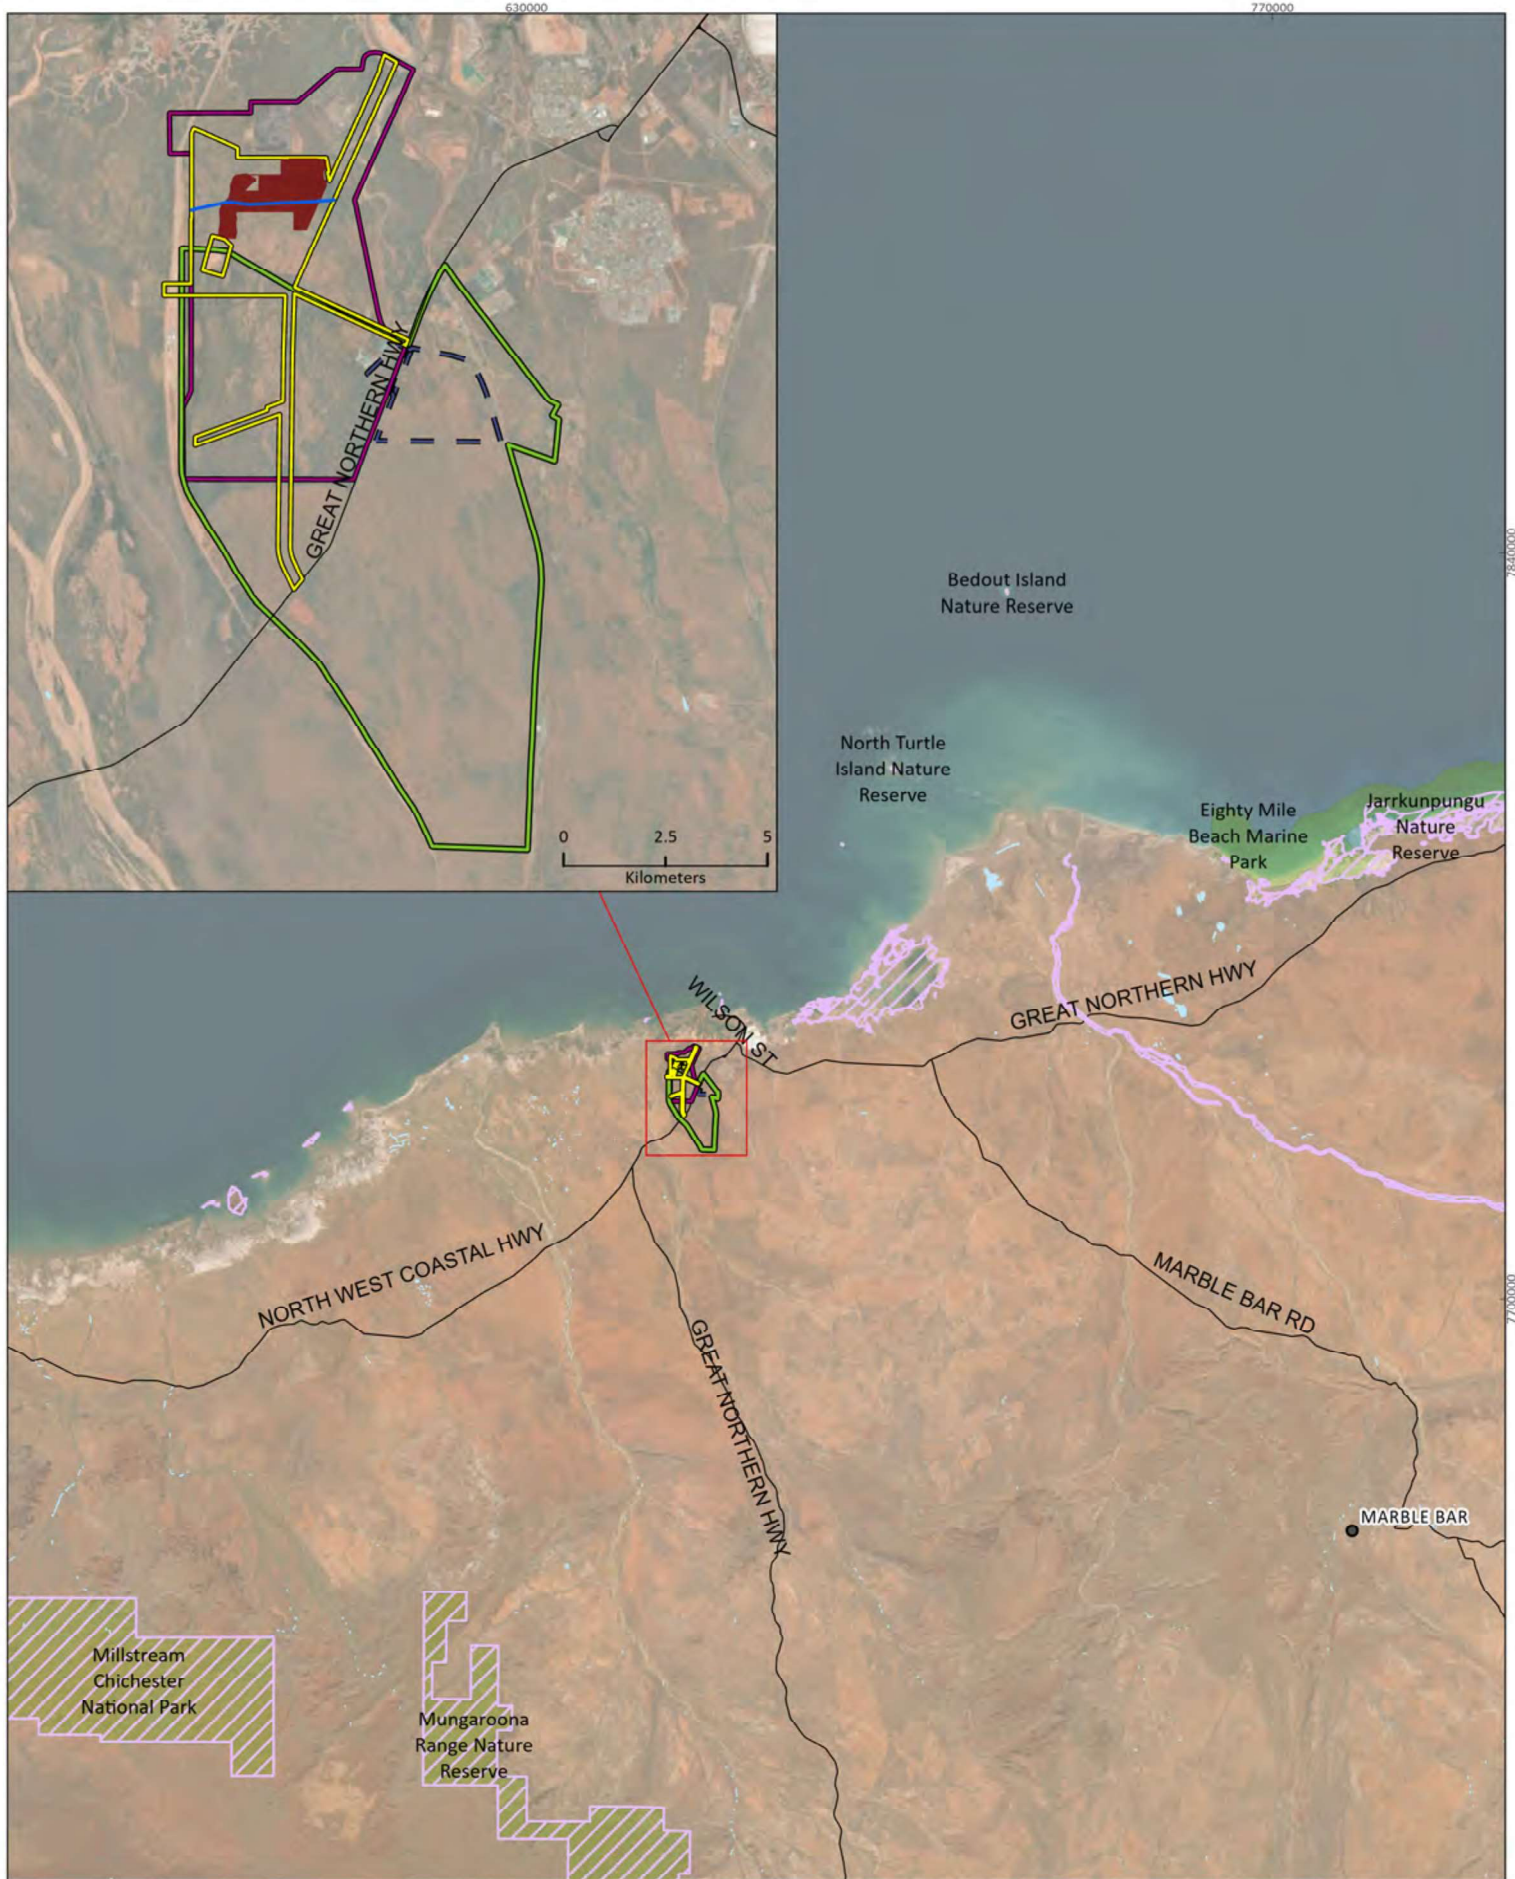 630000
770000
GREAT NORTHERN HWY
0
2.5
5
Kilometers
7840000
Bedout Island
Nature Reserve
North Turtle
Island Nature
Reserve
Eighty Mile
Beach Marine
Park
Jarrkunpungu
Nature
Reserve
WILSON ST
GREAT NORTHERN HWY
NORTH WEST COASTAL HWY
MARBLE BAR RD
7700000
GREAT NORTHERN HWY
MARBLE BAR
Millstream
Chichester
National Park
Mungaroona
Range Nature
Reserve